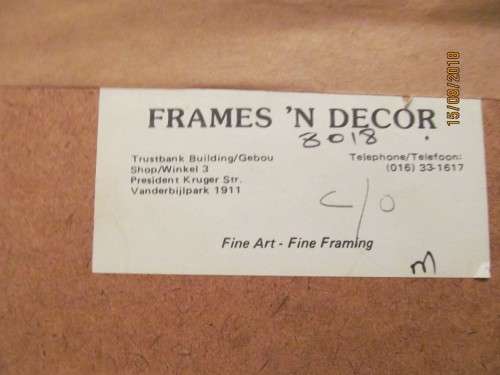 FRAMES 'N DECOR
8018
Trustbank Building/Gebou
Shop/Winkel 3
President Kruger Str.
Vanderbijlpark 1911
Telephone/Telefoon:
(016) 33-1617
c/o
Fine Art - Fine Framing
m
15/08/2018